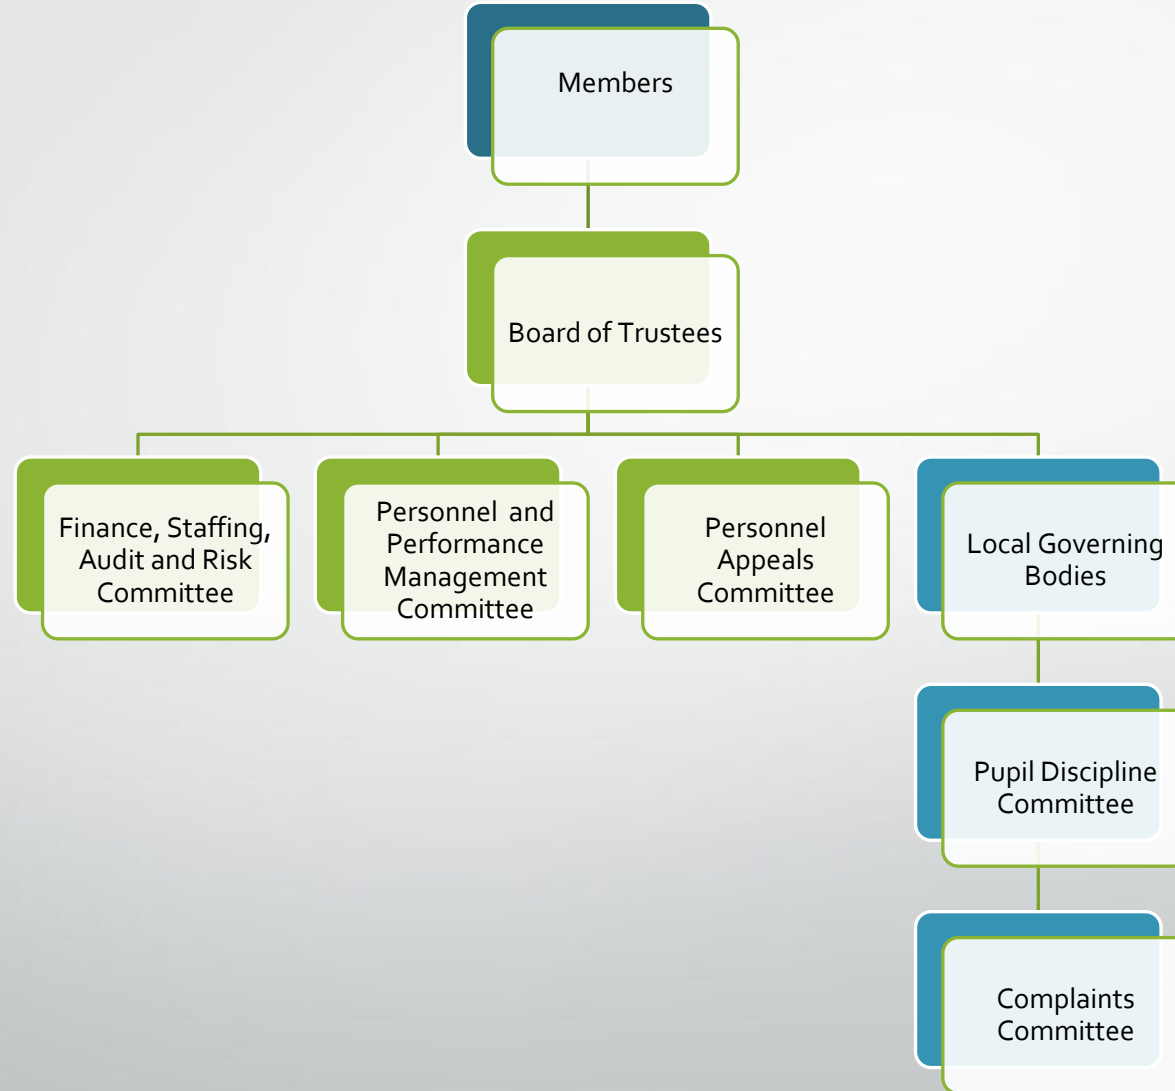 Members
Board of Trustees
Finance, Staffing,
Audit and Risk
Committee
Personnel and
Performance
Management
Committee
Personnel
Appeals
Committee
Local Governing
Bodies
Pupil Discipline
Committee
Complaints
Committee